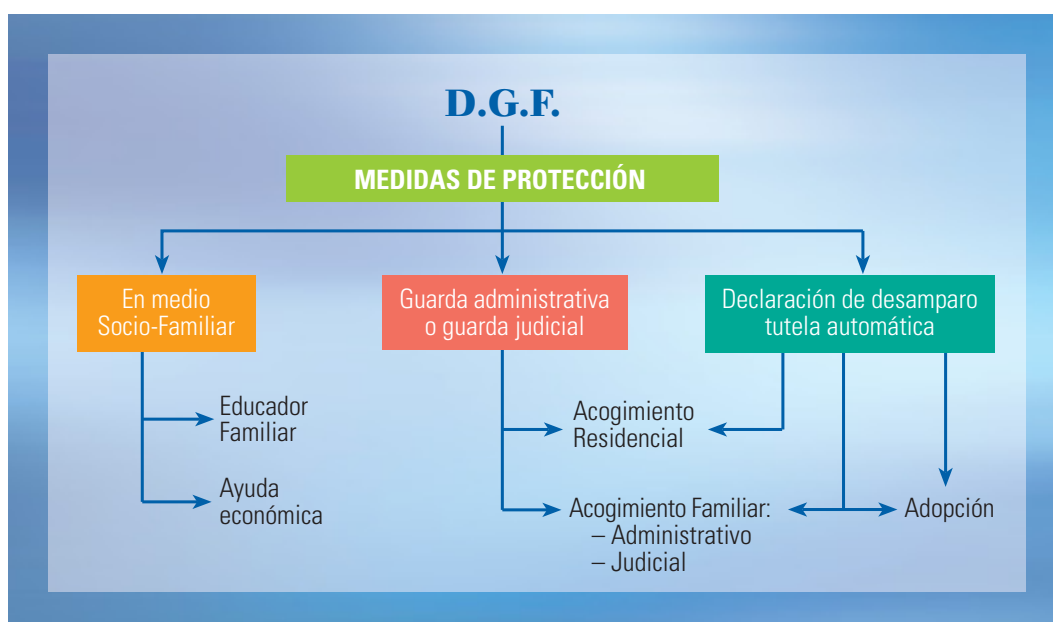 D.G.F.
MEDIDAS DE PROTECCIÓN
En medio
Socio-Familiar
Guarda administrativa
o guarda judicial
Declaración de desamparo
tutela automática
Educador
Familiar
Ayuda
económica
Acogimiento
Residencial
Acogimiento Familiar:
– Administrativo
– Judicial
Adopción